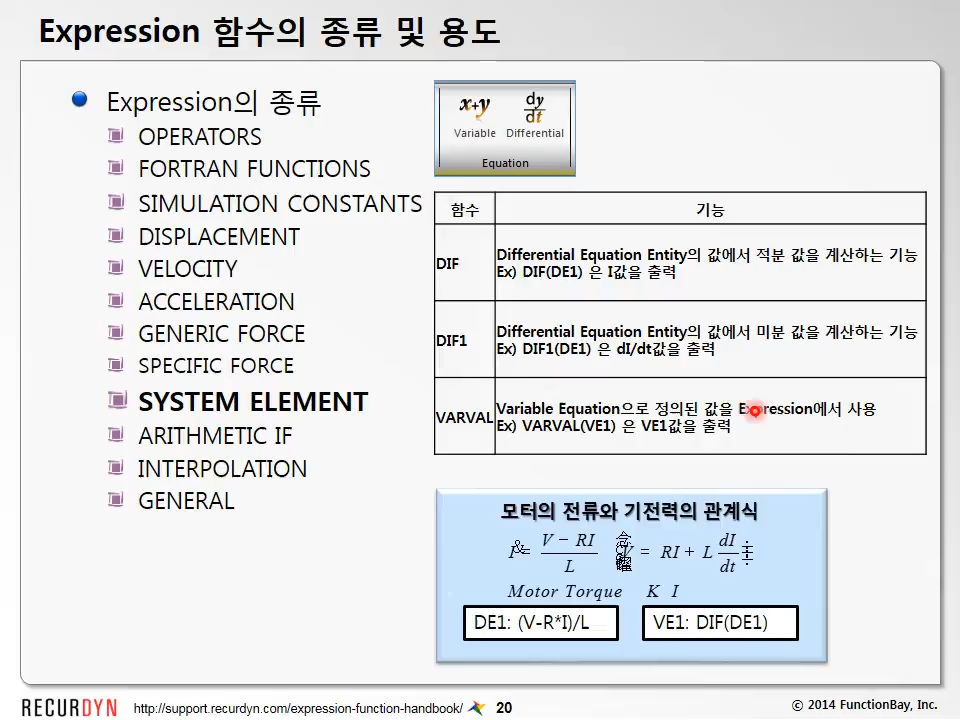 Expression 함수의 종류 및 용도
Expression의 종류
OPERATORS
FORTRAN FUNCTIONS
SIMULATION CONSTANTS
DISPLACEMENT
VELOCITY
ACCELERATION
GENERIC FORCE
SPECIFIC FORCE
SYSTEM ELEMENT
ARITHMETIC IF
INTERPOLATION
GENERAL
x+y
dy
dt
Variable Differential
Equation
함수 기능
DIF
Differential Equation Entity의 값에서 적분 값을 계산하는 기능
Ex) DIF(DE1) 은 I값을 출력
DIF1
Differential Equation Entity의 값에서 미분 값을 계산하는 기능
Ex) DIF1(DE1) 은 dI/dt값을 출력
VARVAL
Variable Equation으로 정의된 값을 Expression에서 사용
Ex) VARVAL(VE1) 은 VE1값을 출력
모터의 전류와 기전력의 관계식
= V − RI
L
= RI + L dI
dt
Motor Torque K I
DE1: (V-R*I)/L
VE1: DIF(DE1)
RECURDYN
http://support.recurdyn.com/expression-function-handbook/
20
© 2014 FunctionBay, Inc.